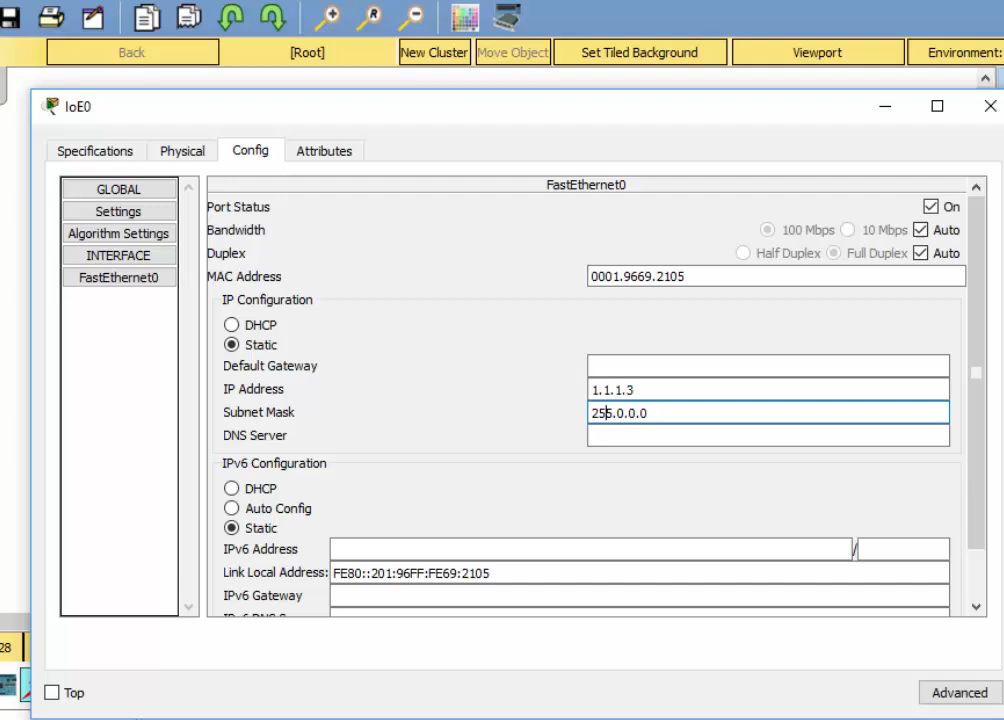 R
Back [Root] New Cluster Move Object Set Tiled Background Viewport Environment:
IoE0
Specifications Physical Config Attributes
GLOBAL
Settings
Algorithm Settings
INTERFACE
FastEthernet0
FastEthernet0
Port Status On
Bandwidth 100 Mbps 10 Mbps Auto
Duplex Half Duplex Full Duplex Auto
MAC Address 0001.9669.2105
IP Configuration
DHCP
Static
Default Gateway
IP Address 1.1.1.3
Subnet Mask 255.0.0.0
DNS Server
IPv6 Configuration
DHCP
Auto Config
Static
IPv6 Address /
Link Local Address: FE80::201:96FF:FE69:2105
IPv6 Gateway
28
Top Advanced